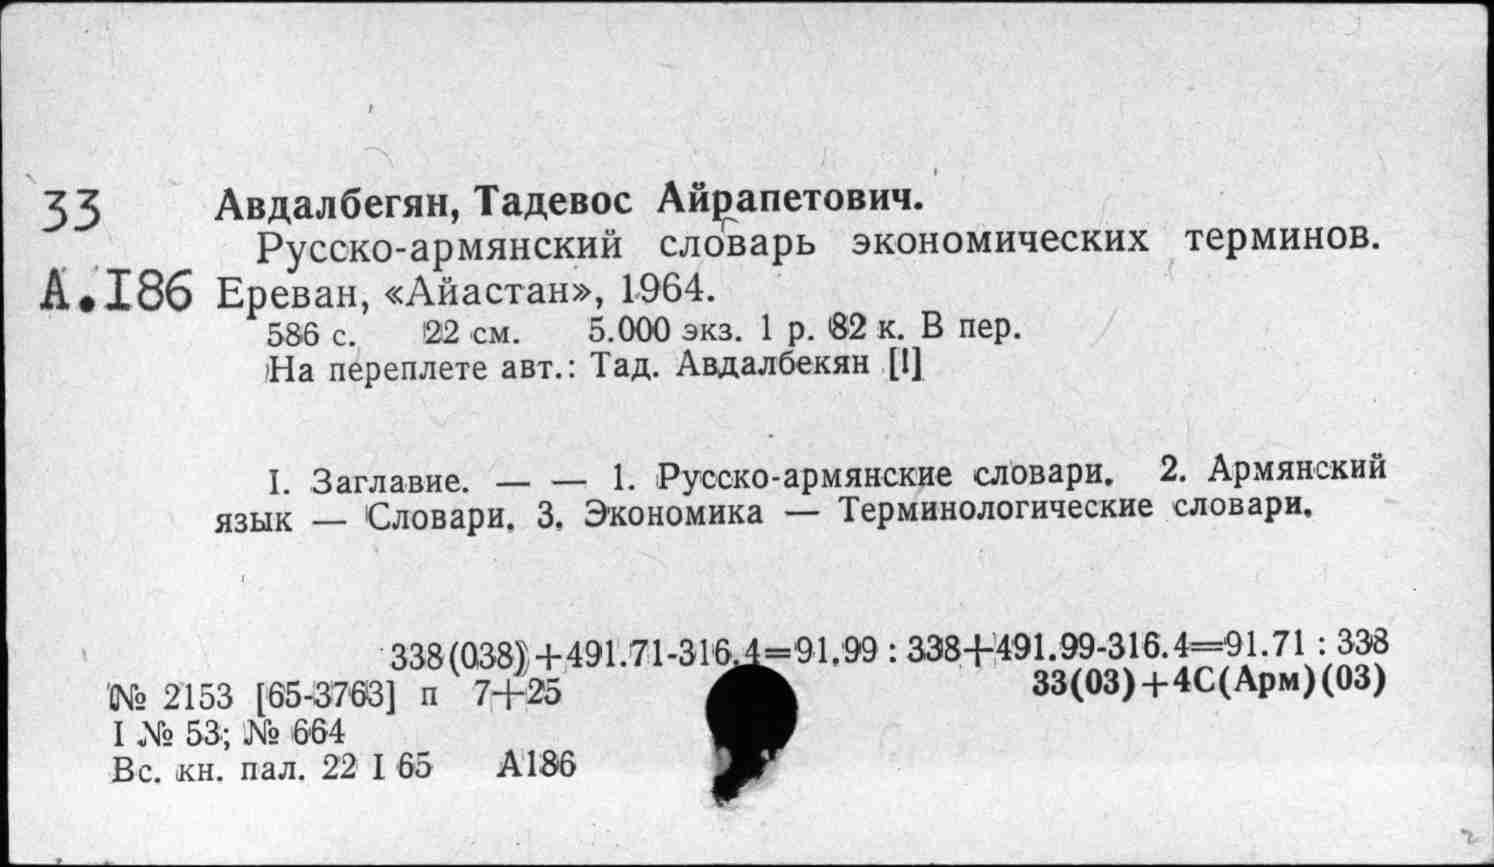 33 Авдалбегян, Тадевос Айрапетович.
Русско-армянский словарь экономических терминов.
А.I86 Ереван, «Айастан», 1964.
586 с. 22 см. 5.000 экз. 1 р. 82 к. В пер.
На переплете авт.: Тад. Авдалбекян [1]
I. Заглавие. — — 1. Русско-армянские словари. 2. Армянский
язык — Словари. 3. Экономика — Терминологические словари.
338(038)+491.71-316.4=91.99 : 338+491.99-316.4=91.71 : 338
№ 2153 [65-3763] п 7+25 33(03)+4С(Арм)(03)
I № 53; № 664
Вс. кн. пал. 22 I 65 А186